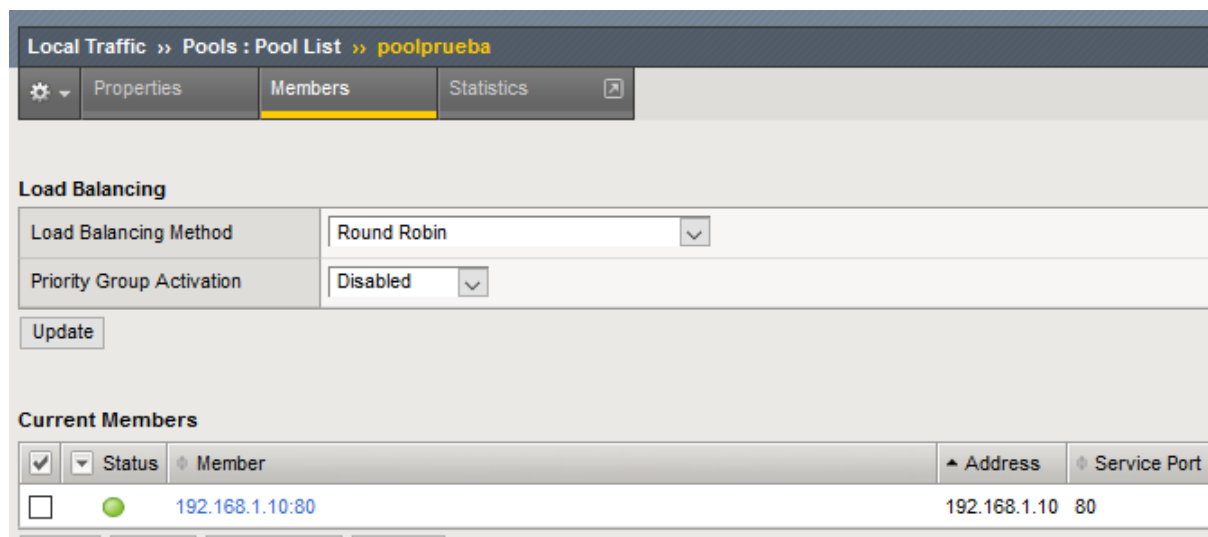 Local Traffic ›› Pools : Pool List ›› poolprueba
Properties Members Statistics
Load Balancing
Load Balancing Method Round Robin
Priority Group Activation Disabled
Update
Current Members
Status Member Address Service Port
192.168.1.10:80 192.168.1.10 80